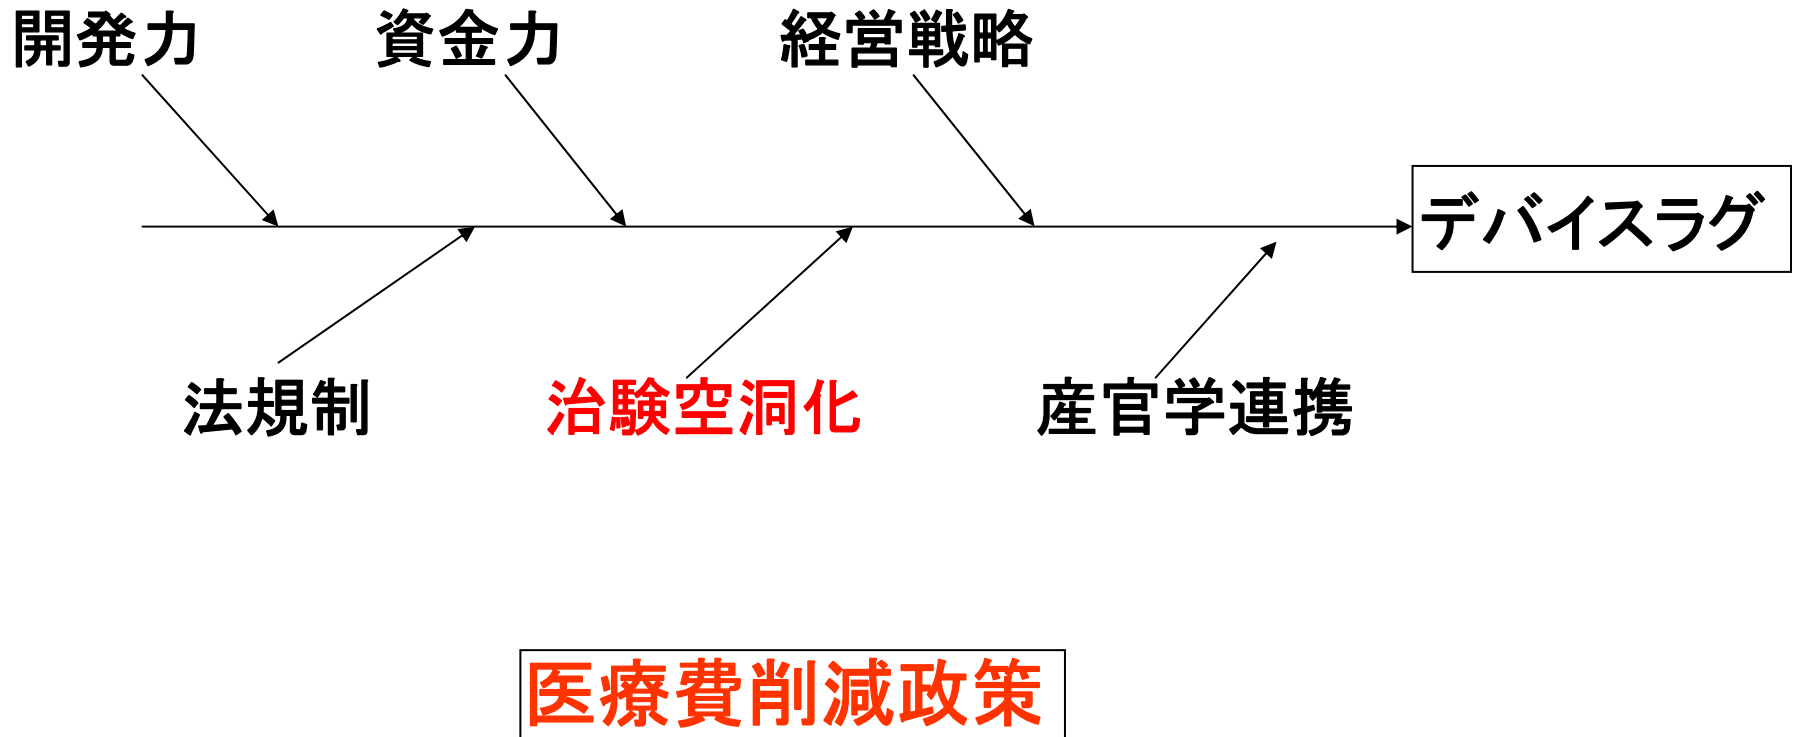 開発力
資金力
経営戦略
デバイスラグ
法規制
治験空洞化
産官学連携
医療費削減政策